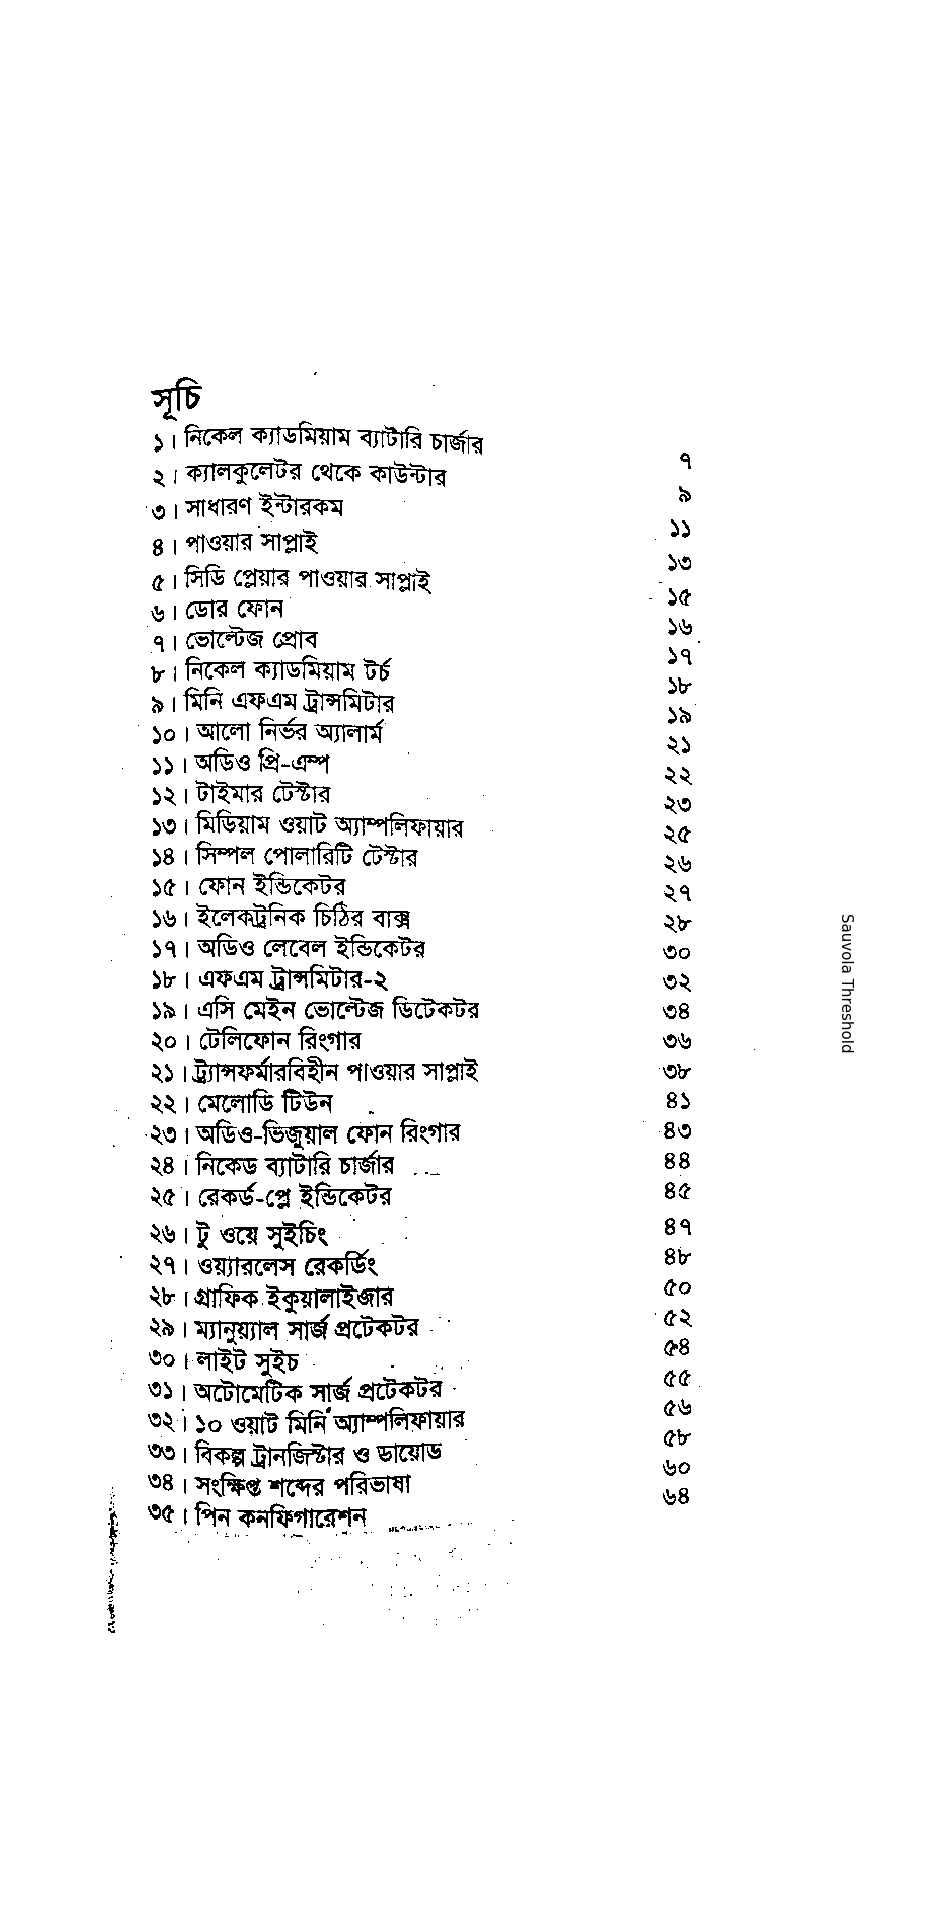 সূচি
১। নিকেল ক্যাডমিয়াম ব্যাটারি চার্জার ৭
২। ক্যালকুলেটর থেকে কাউন্টার ৯
৩। সাধারণ ইন্টারকম ১১
৪। পাওয়ার সাপ্লাই ১৩
৫। সিডি প্লেয়ার পাওয়ার সাপ্লাই ১৫
৬। ডোর ফোন ১৬
৭। ভোল্টেজ প্রোব ১৭
৮। নিকেল ক্যাডমিয়াম টর্চ ১৮
৯। মিনি এফএম ট্রান্সমিটার ১৯
১০। আলো নির্ভর অ্যালার্ম ২১
১১। অডিও প্রি-এম্প ২২
১২। টাইমার টেস্টার ২৩
১৩। মিডিয়াম ওয়াট অ্যাম্পলিফায়ার ২৫
১৪। সিম্পল পোলারিটি টেস্টার ২৬
১৫। ফোন ইন্ডিকেটর ২৭
১৬। ইলেকট্রনিক চিঠির বাক্স ২৮
১৭। অডিও লেবেল ইন্ডিকেটর ৩০
১৮। এফএম ট্রান্সমিটার-২ ৩২
১৯। এসি মেইন ভোল্টেজ ডিটেকটর ৩৪
২০। টেলিফোন রিংগার ৩৬
২১। ট্র্যান্সফর্মারবিহীন পাওয়ার সাপ্লাই ৩৮
২২। মেলোডি টিউন ৪১
২৩। অডিও-ভিজুয়াল ফোন রিংগার ৪৩
২৪। নিকেড ব্যাটারি চার্জার ৪৪
২৫। রেকর্ড-প্লে ইন্ডিকেটর ৪৫
২৬। টু ওয়ে সুইচিং ৪৭
২৭। ওয়্যারলেস রেকর্ডিং ৪৮
২৮। গ্রাফিক ইকুয়ালাইজার ৫০
২৯। ম্যানুয়্যাল সার্জ প্রটেকটর ৫২
৩০। লাইট সুইচ ৫৪
৩১। অটোমেটিক সার্জ প্রটেকটর ৫৫
৩২। ১০ ওয়াট মিনি অ্যাম্পলিফায়ার ৫৬
৩৩। বিকল্প ট্রানজিস্টার ও ডায়োড ৫৮
৩৪। সংক্ষিপ্ত শব্দের পরিভাষা ৬০
৩৫। পিন কনফিগারেশন ৬৪
Sauvola Threshold